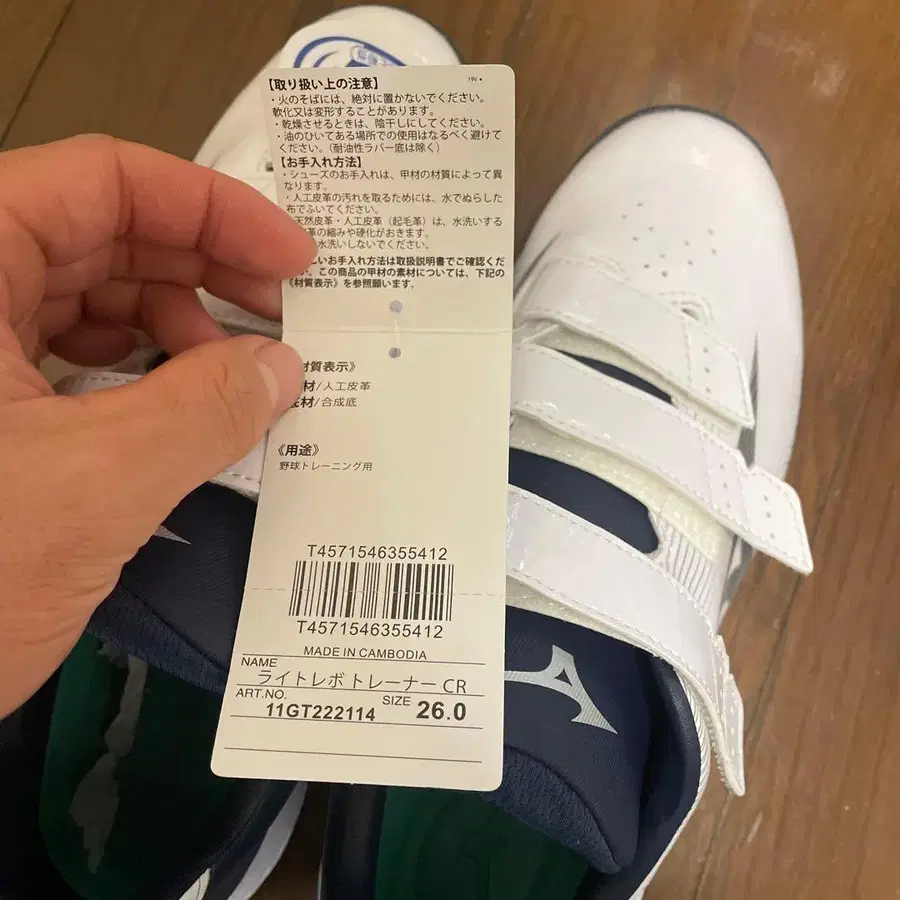 【取り扱い上の注意】
19V
・火のそばには、絶対に置かないでください。
軟化又は変形することがあります。
・乾燥させるときは、陰干しにしてください。
・油のひいてある場所での使用はなるべく避けて
ください。（耐油性ラバー底は除く）
【お手入れ方法】
・シューズのお手入れは、甲材の材質によって異
なります。
・人工皮革の汚れを取るためには、水でぬらした
布でふいてください。
天然皮革・人工皮革（起毛革）は、水洗いする
革の縮みや硬化がおきます。
水洗いしないでください。
しいお手入れ方法は取扱説明書でご確認くだ
い、この商品の甲材の素材については、下記の
《材質表示》を参照願います。
材質表示》
材/人工皮革
底材/合成底
《用途》
野球トレーニング用
T4571546355412
T4571546355412
MADE IN CAMBODIA
NAME
ライトレボトレーナー CR
ART.NO.
SIZE
11GT222114
26.0